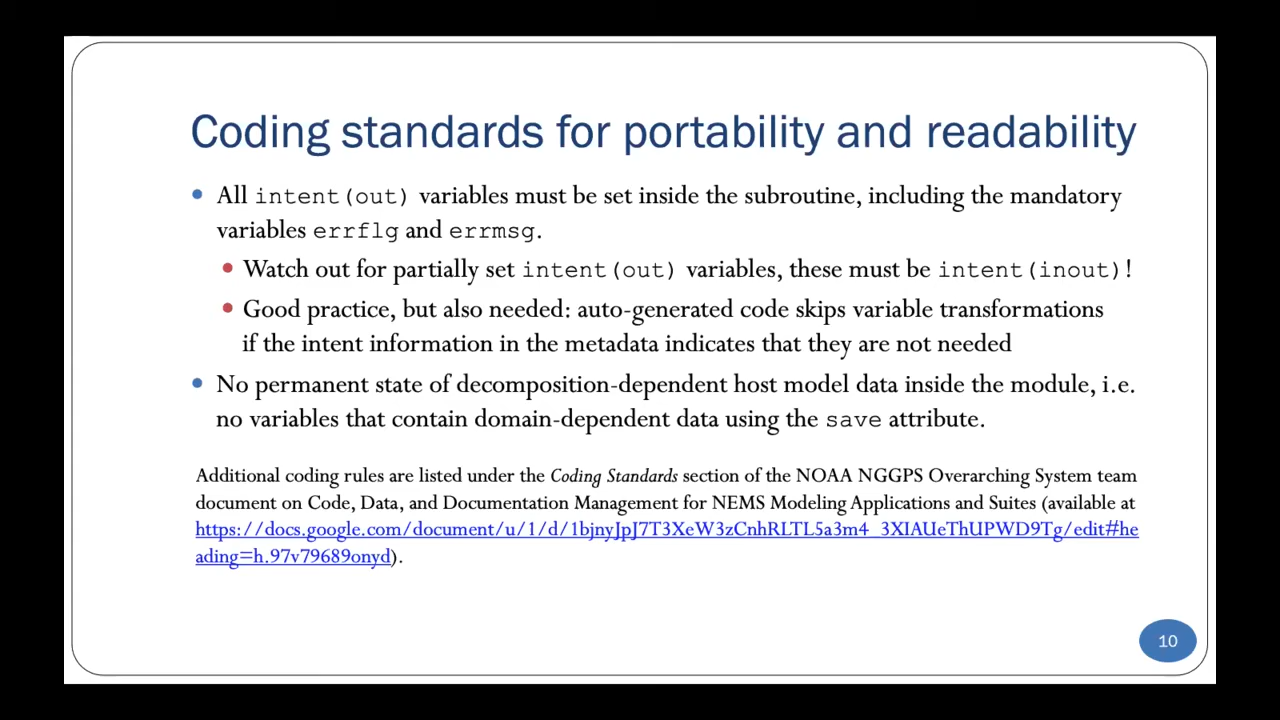 Coding standards for portability and readability
All intent(out) variables must be set inside the subroutine, including the mandatory
variables errflg and errmsg.
Watch out for partially set intent(out) variables, these must be intent(inout)!
Good practice, but also needed: auto-generated code skips variable transformations
if the intent information in the metadata indicates that they are not needed
No permanent state of decomposition-dependent host model data inside the module, i.e.
no variables that contain domain-dependent data using the save attribute.
Additional coding rules are listed under the Coding Standards section of the NOAA NGGPS Overarching System team
document on Code, Data, and Documentation Management for NEMS Modeling Applications and Suites (available at
https://docs.google.com/document/u/1/d/1bjnyJpJ7T3XeW3zCnhRLTL5a3m4_3XIAUeThUPWD9Tg/edit#he
ading=h.97v79689onyd).
10